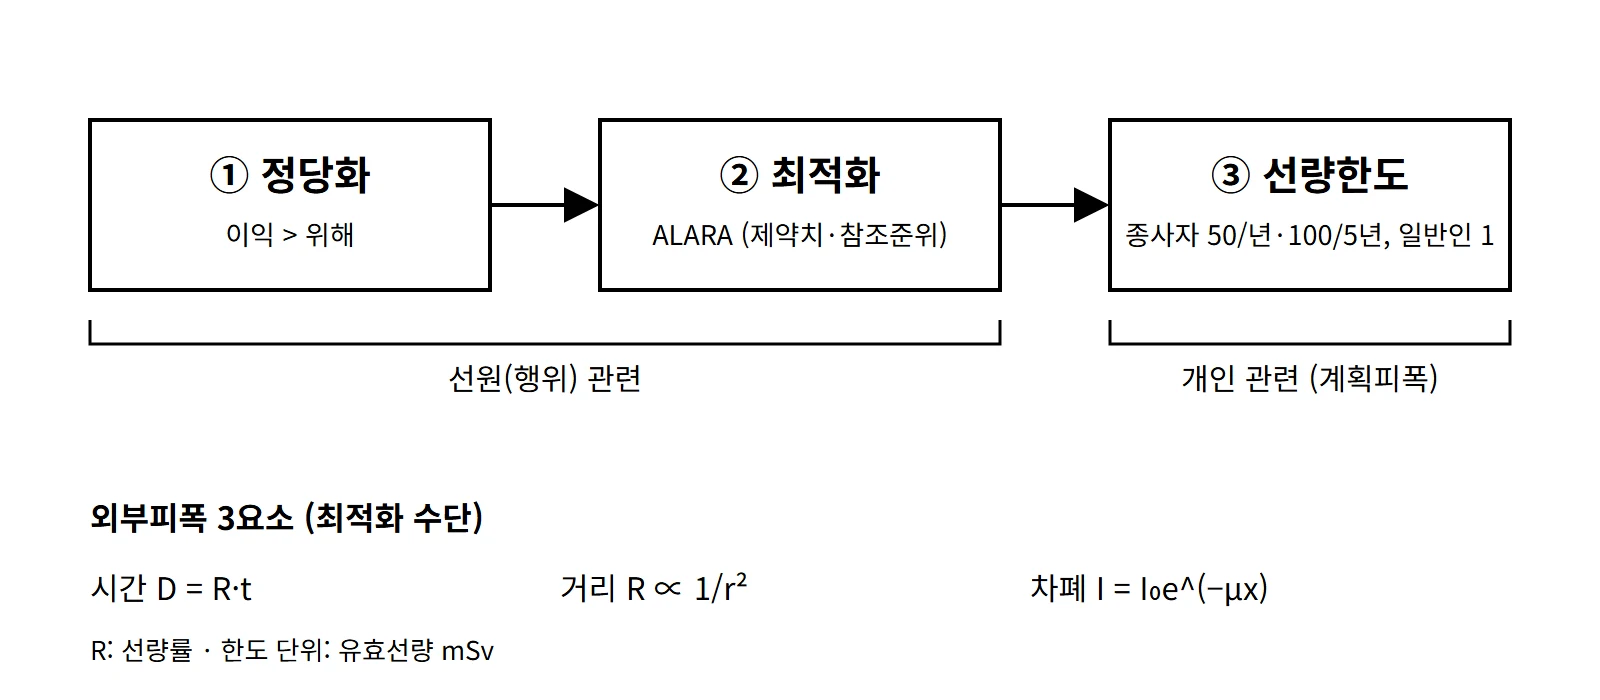 ① 정당화
이익 > 위해
② 최적화
ALARA (제약치·참조준위)
③ 선량한도
종사자 50/년·100/5년, 일반인 1
선원(행위) 관련
개인 관련 (계획피폭)
외부피폭 3요소 (최적화 수단)
시간 D = R·t
거리 R ∝ 1/r²
차폐 I = I₀e^(−μx)
R: 선량률 · 한도 단위: 유효선량 mSv